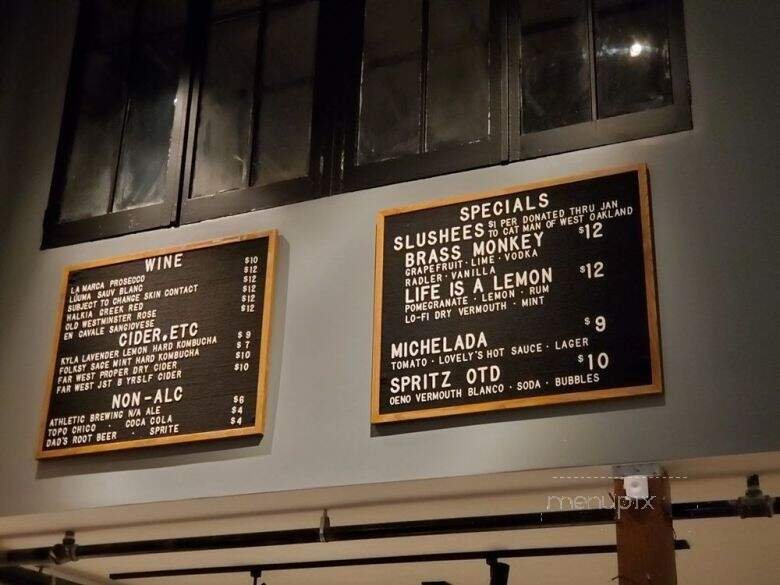 WINE
LA MARCA PROSECCO $10
LUUMA SAUV BLANC $12
SUBJECT TO CHANGE SKIN CONTACT $12
WALKIA GREEK RED $12
OLD WESTMINSTER ROSE $12
EN CAVALE SANGIOVESE $12
CIDER, ETC
KYLA LAVENDER LEMON HARD KOMBUCHA $9
FOLKSY SAGE MINT HARD KOMBUCHA $7
FAR WEST PROPER DRY CIDER $10
FAR WEST JST B YRSLF CIDER $10
NON-ALC
ATHLETIC BREWING N/A ALE $6
TOPO CHICO · COCA COLA $4
DAD'S ROOT BEER · SPRITE $4
SPECIALS
SLUSHEES $1 PER DONATED THRU JAN
TO CAT MAN OF WEST OAKLAND
BRASS MONKEY $12
GRAPEFRUIT · LIME · VODKA
RADLER · VANILLA
LIFE IS A LEMON $12
POMEGRANATE · LEMON · RUM
LO-FI DRY VERMOUTH · MINT
MICHELADA $9
TOMATO · LOVELY'S HOT SAUCE · LAGER
SPRITZ OTD $10
OENO VERMOUTH BLANCO · SODA · BUBBLES
menupix